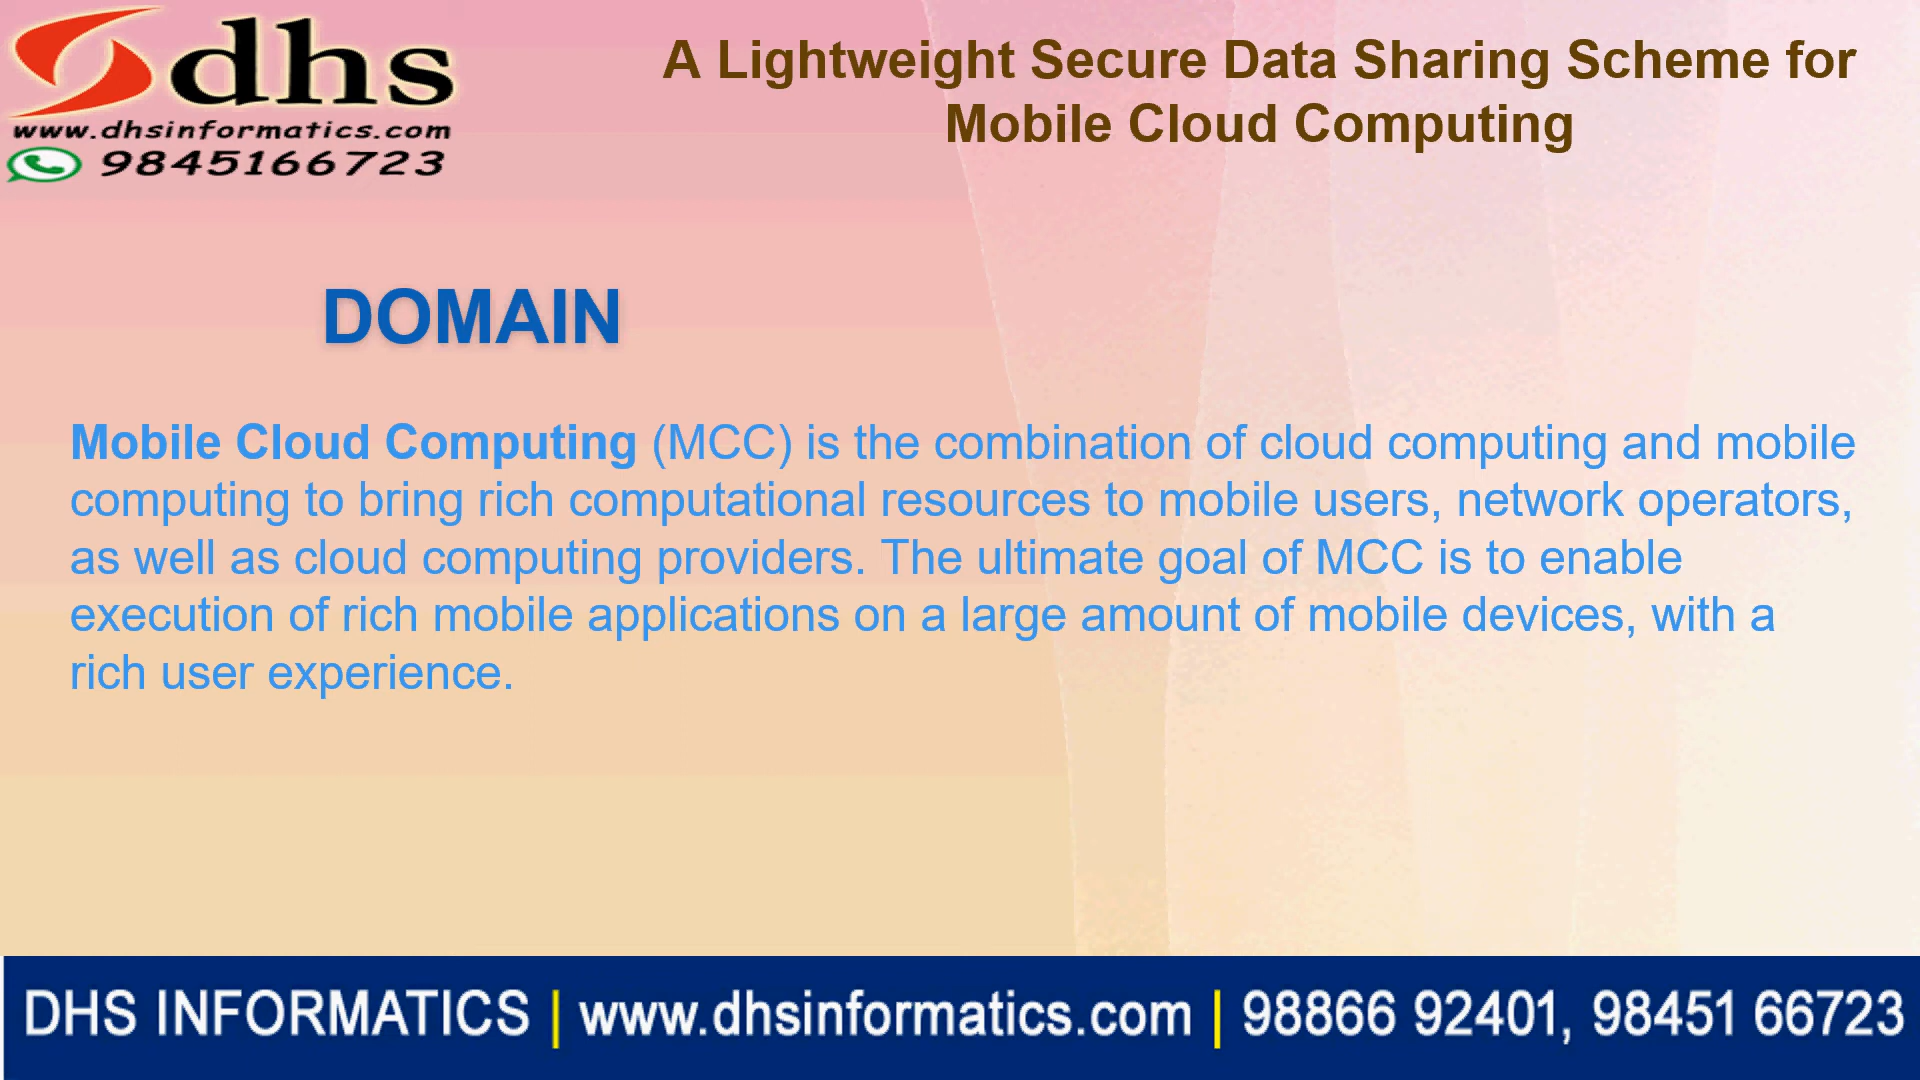 dhs
www.dhsinformatics.com
9845166723
A Lightweight Secure Data Sharing Scheme for
Mobile Cloud Computing
DOMAIN
Mobile Cloud Computing (MCC) is the combination of cloud computing and mobile
computing to bring rich computational resources to mobile users, network operators,
as well as cloud computing providers. The ultimate goal of MCC is to enable
execution of rich mobile applications on a large amount of mobile devices, with a
rich user experience.
DHS INFORMATICS | www.dhsinformatics.com | 98866 92401, 98451 66723